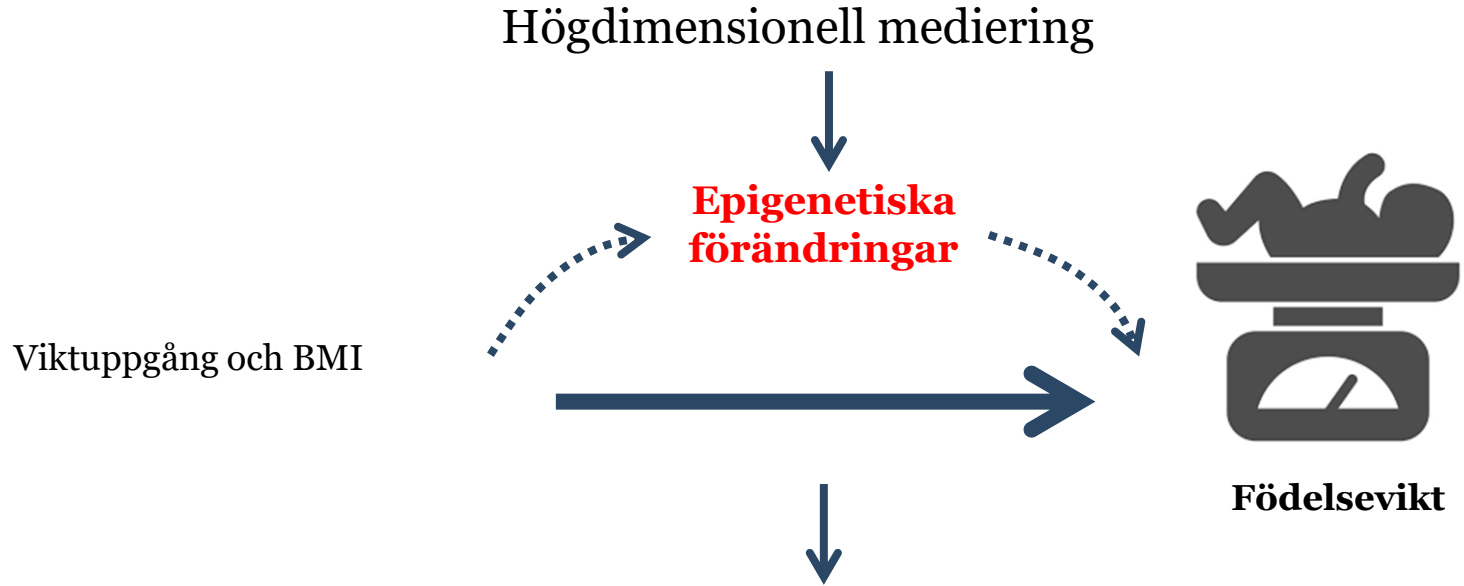 Högdimensionell mediering
Epigenetiska
förändringar
Viktuppgång och BMI
Födelsevikt